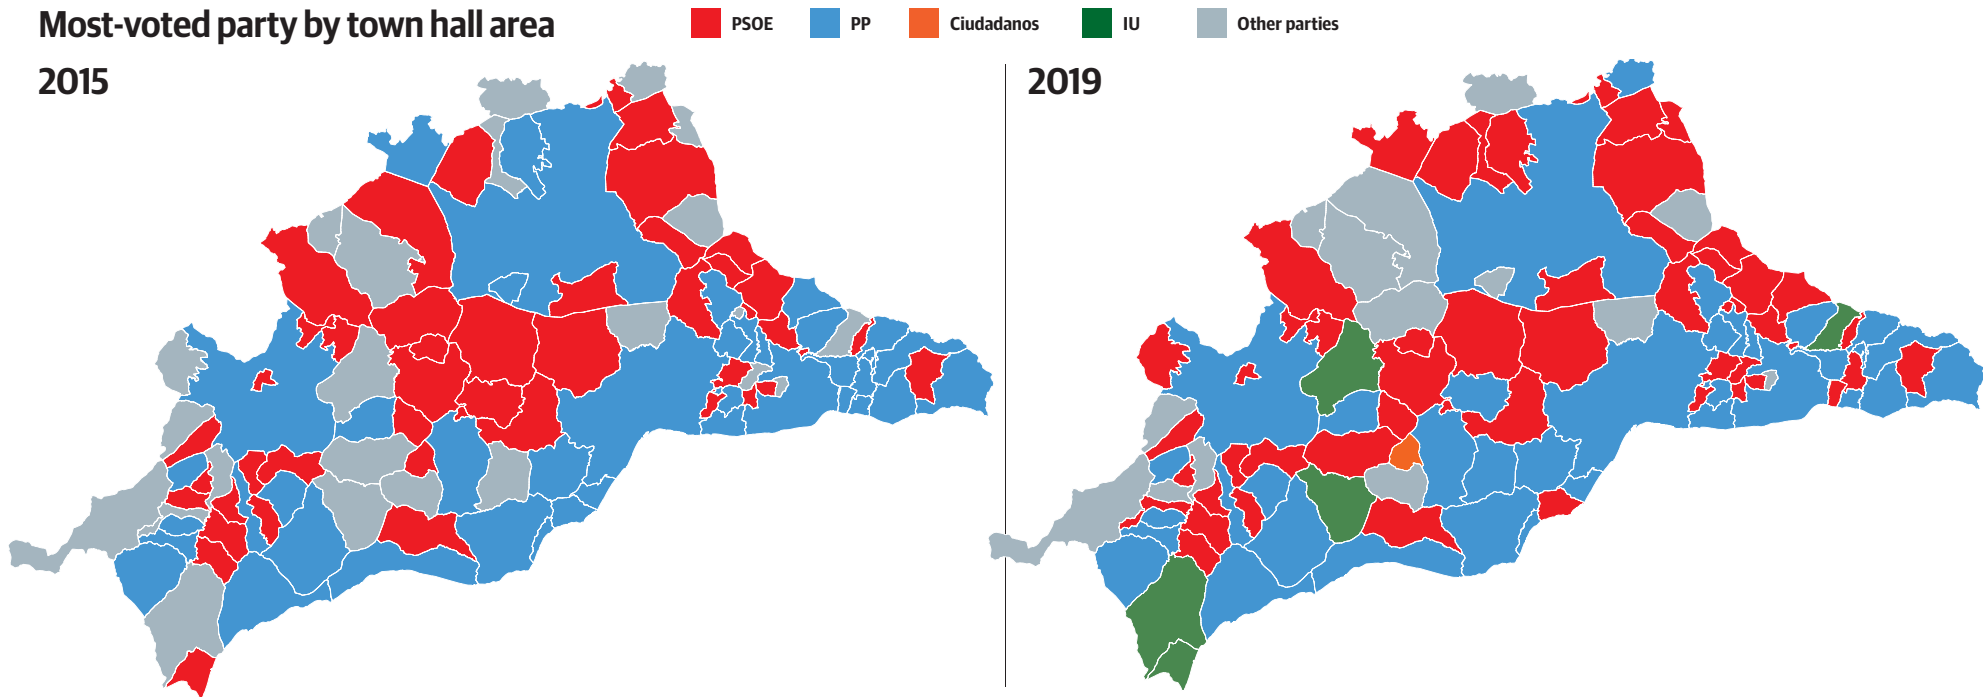 Most-voted party by town hall area
PSOE
PP
Ciudadanos
IU
Other parties
2015
2019